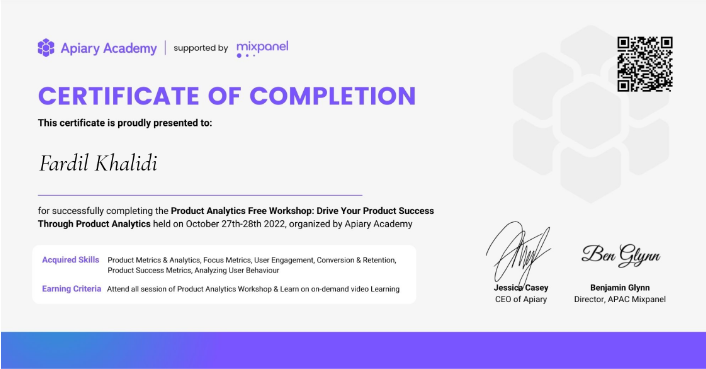 Apiary Academy | supported by mixpanel
CERTIFICATE OF COMPLETION
This certificate is proudly presented to:
Fardil Khalidi
for successfully completing the Product Analytics Free Workshop: Drive Your Product Success
Through Product Analytics held on October 27th-28th 2022, organized by Apiary Academy
Acquired Skills Product Metrics & Analytics, Focus Metrics, User Engagement, Conversion & Retention,
Product Success Metrics, Analyzing User Behaviour
Earning Criteria Attend all session of Product Analytics Workshop & Learn on on-demand video Learning
Ben Glynn
Jessica Casey
CEO of Apiary
Benjamin Glynn
Director, APAC Mixpanel